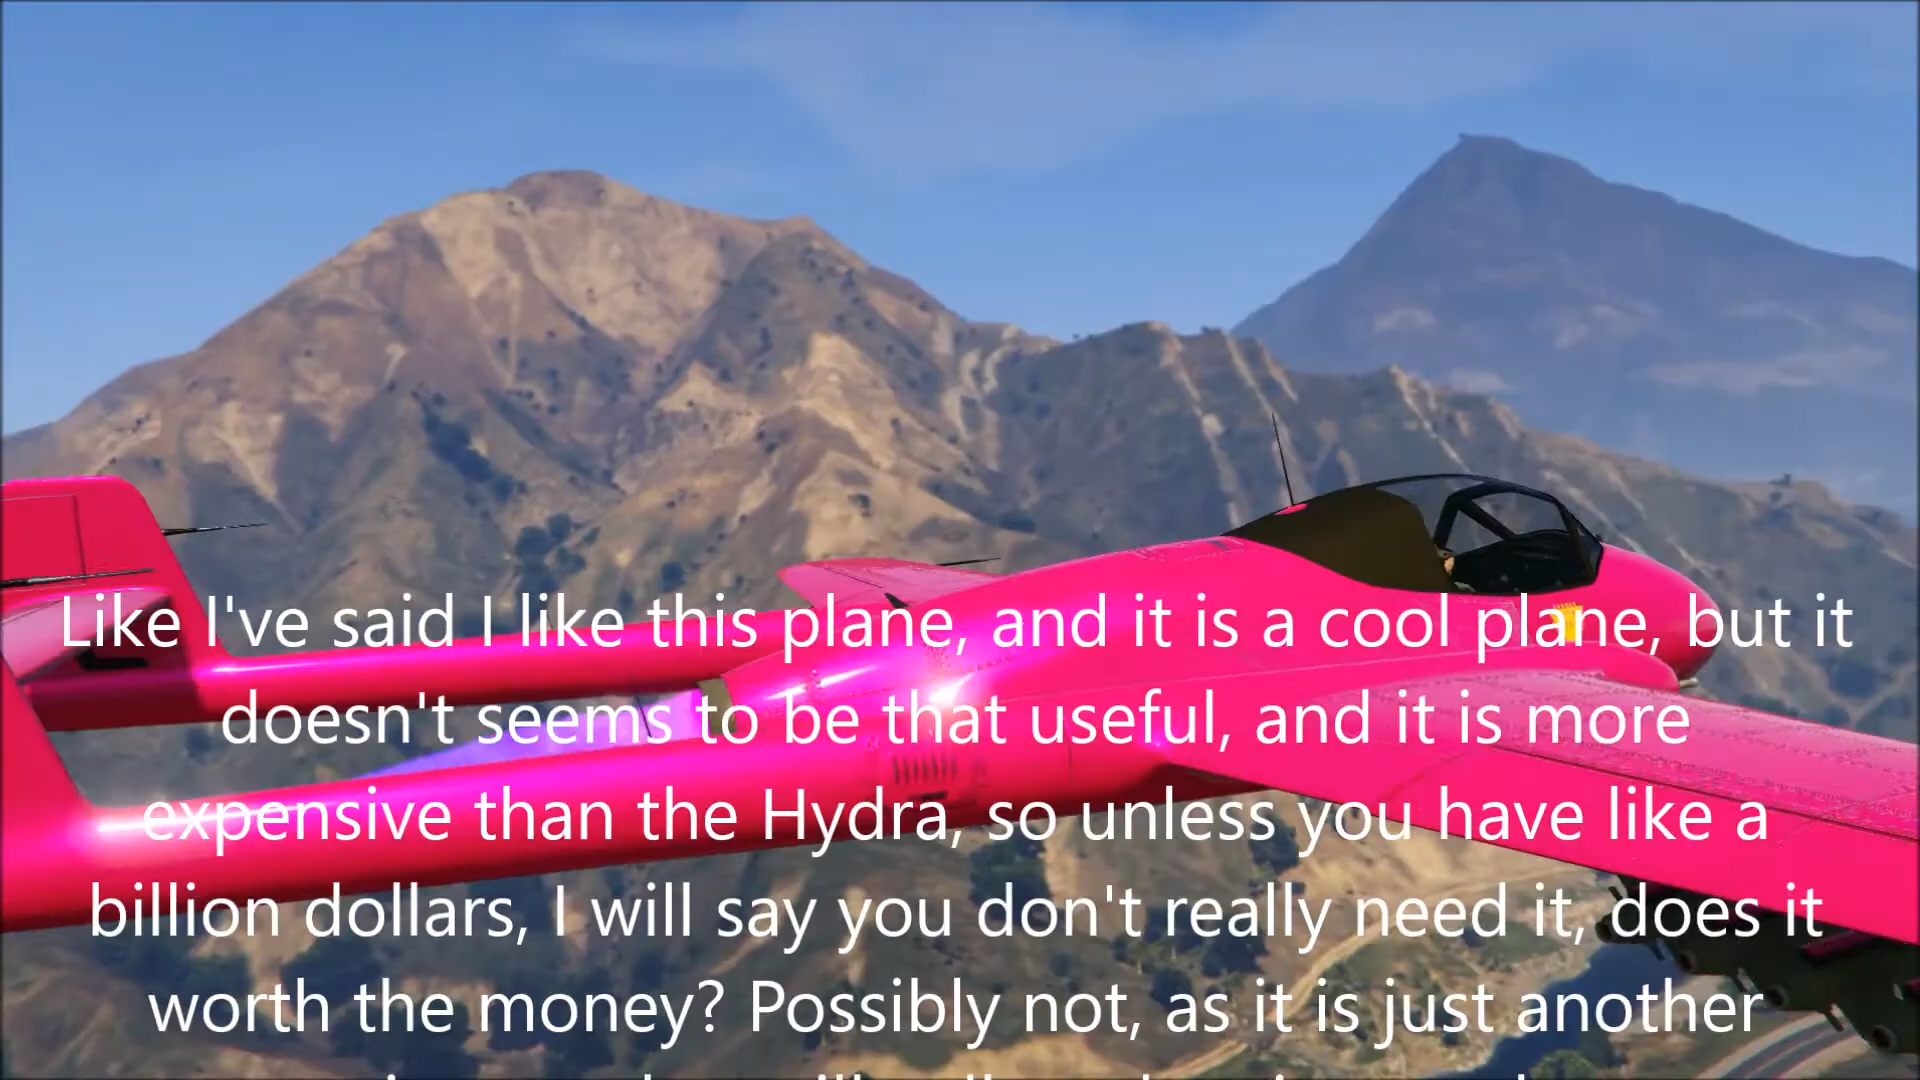 Like I've said I like this plane, and it is a cool plane, but it
doesn't seems to be that useful, and it is more
expensive than the Hydra, so unless you have like a
billion dollars, I will say you don't really need it, does it
worth the money? Possibly not, as it is just another